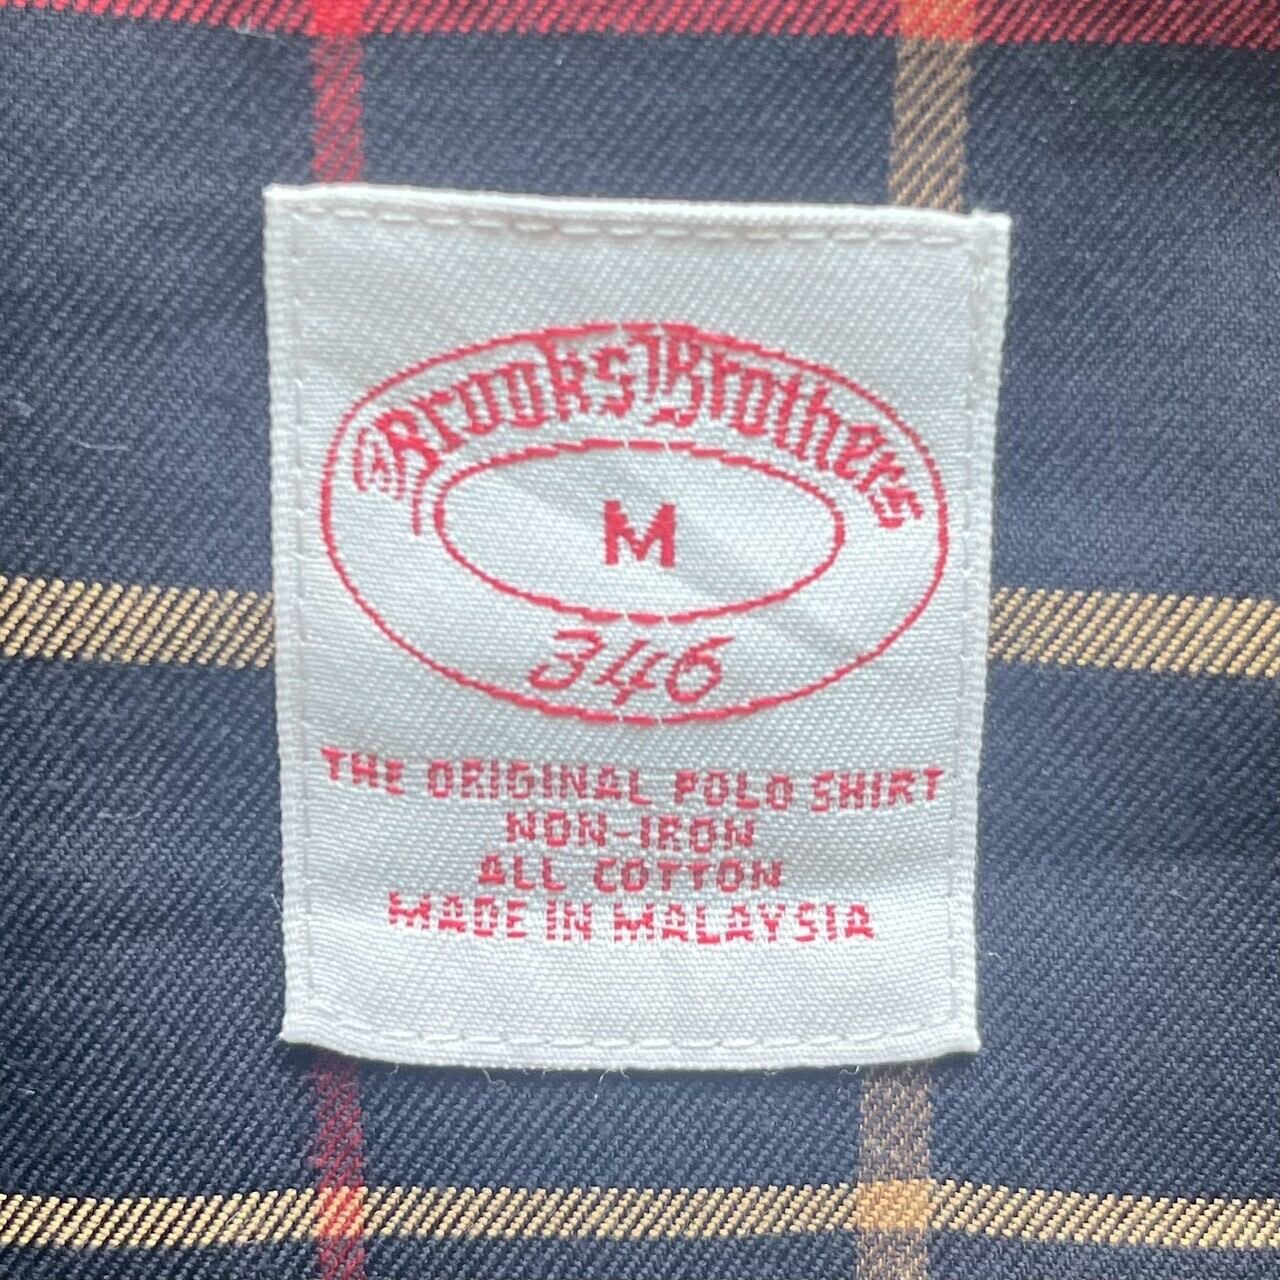 Brooks Brothers
M
346
THE ORIGINAL POLO SHIRT
NON-IRON
ALL COTTON
MADE IN MALAYSIA